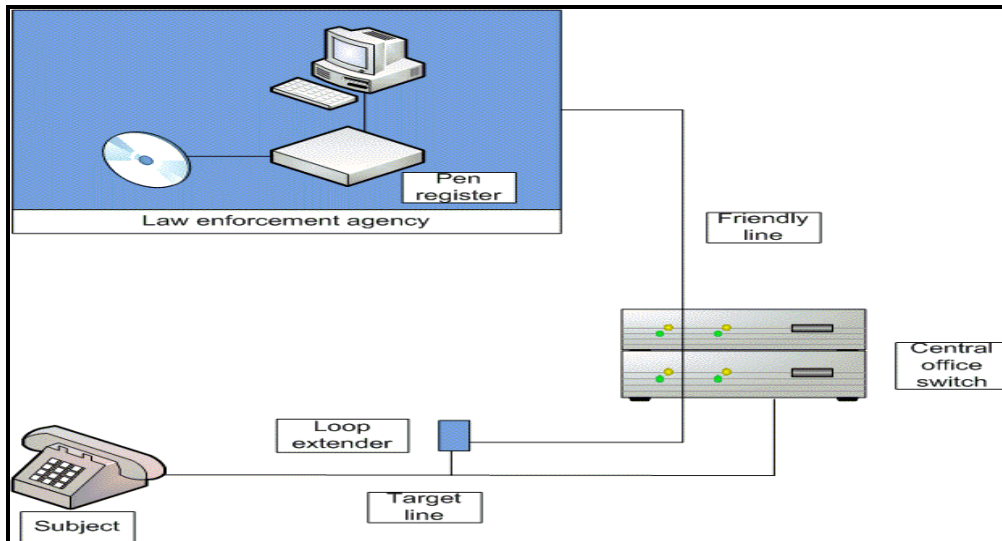 Pen
register
Law enforcement agency
Friendly
line
Central
office
switch
Loop
extender
Target
line
Subject